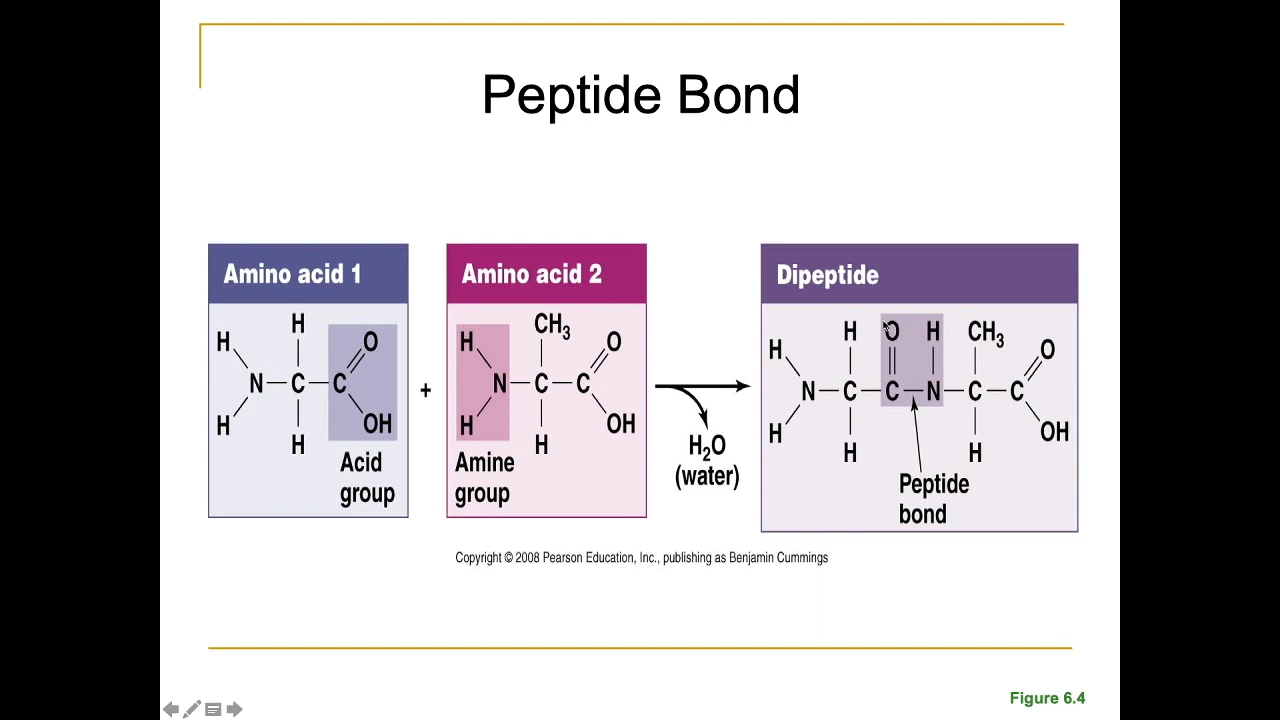 Peptide Bond
Amino acid 1
H
H
N
C
C
O
OH
H
H
Acid
group
+
Amino acid 2
H
CH₃
O
N
C
C
H
H
OH
Amine
group
H₂O
(water)
Dipeptide
H
H
O
H
CH₃
O
N
C
C
N
C
C
H
H
H
OH
Peptide
bond
Copyright © 2008 Pearson Education, Inc., publishing as Benjamin Cummings
Figure 6.4